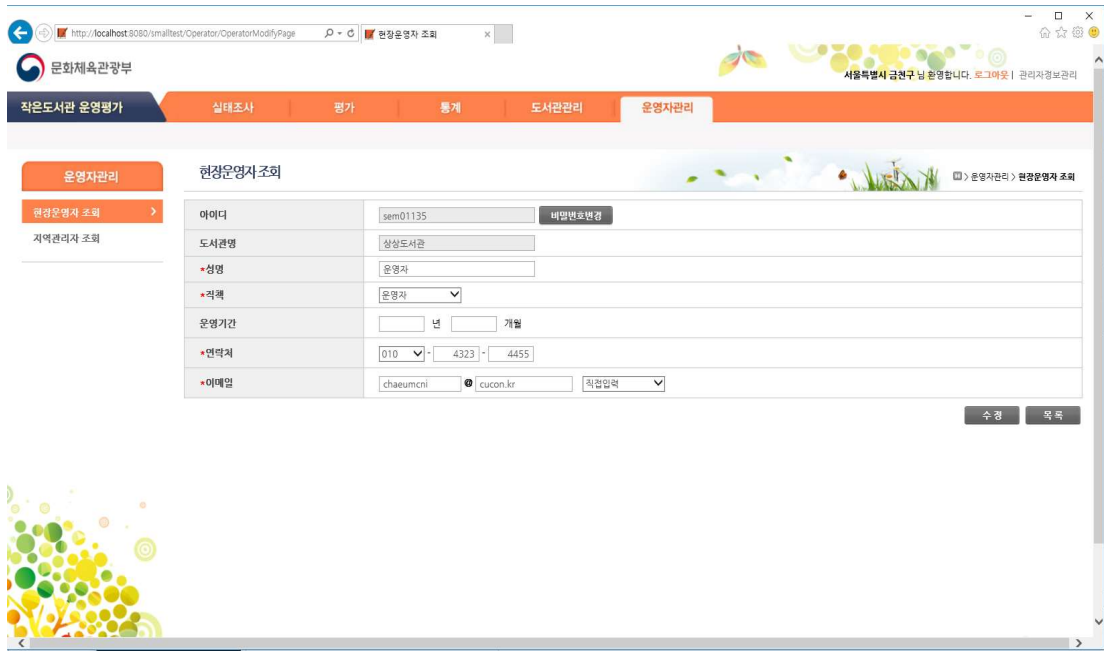 http://localhost:8080/smalltest/Operator/OperatorModifyPage
현장운영자 조회
문화체육관광부
서울특별시 금천구 님 환영합니다. 로그아웃 | 관리자정보관리
작은도서관 운영평가 실태조사 평가 통계 도서관관리 운영자관리
운영자관리
현장운영자 조회
지역관리자 조회
현장운영자 조회
> 운영자관리 > 현장운영자 조회
아이디 sem01135 비밀번호변경
도서관명 상상도서관
*성명 운영자
*직책 운영자
운영기간 년 개월
*연락처 010 - 4323 - 4455
*이메일 chaeumcni @ cucon.kr 직접입력
수정 목록